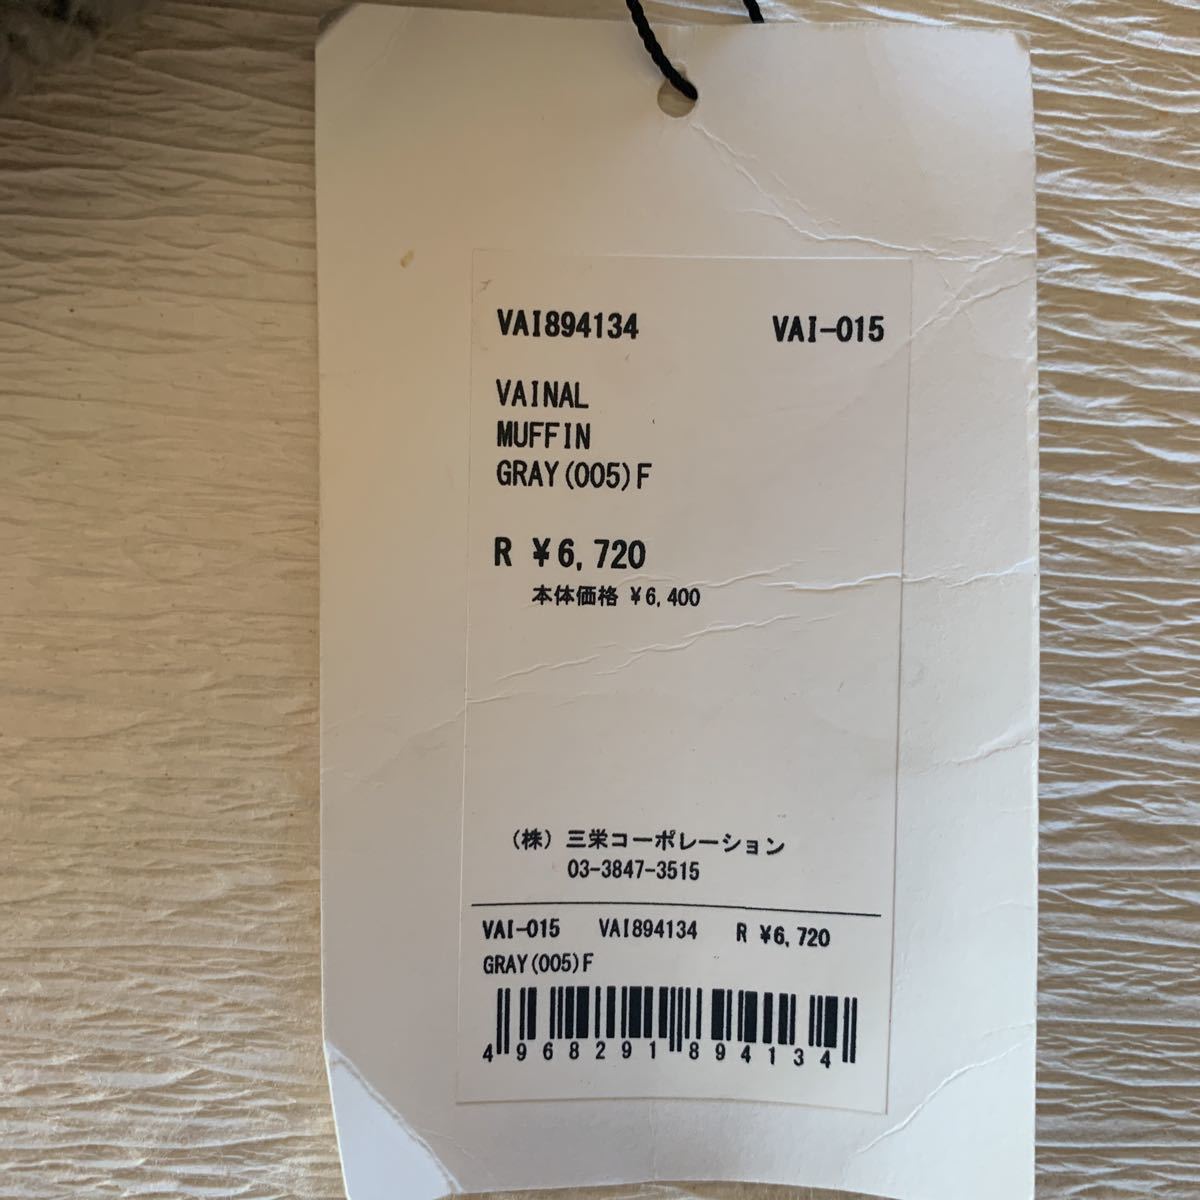 VAI894134 VAI-015
VAINAL
MUFFIN
GRAY(005)F
R ¥6,720
本体価格 ¥6,400
(株) 三栄コーポレーション
03-3847-3515
VAI-015 VAI894134 R ¥6,720
GRAY(005)F
4968291894134